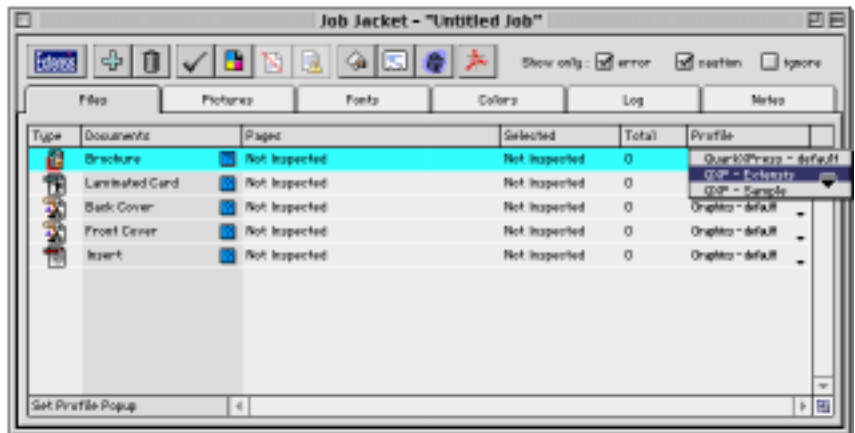 Job Jacket - "Untitled Job"
Extensis Show only : error caution ignore
Files Pictures Fonts Colors Log Notes
Type Documents Pages Selected Total Profile
Brochure Not Inspected Not Inspected 0 QuarkXPress - default
Laminated Card Not Inspected Not Inspected 0 QXP - Extensis
QXP - Sample
Back Cover Not Inspected Not Inspected 0 Graphics - default
Front Cover Not Inspected Not Inspected 0 Graphics - default
Insert Not Inspected Not Inspected 0 Graphics - default
Set Profile Popup